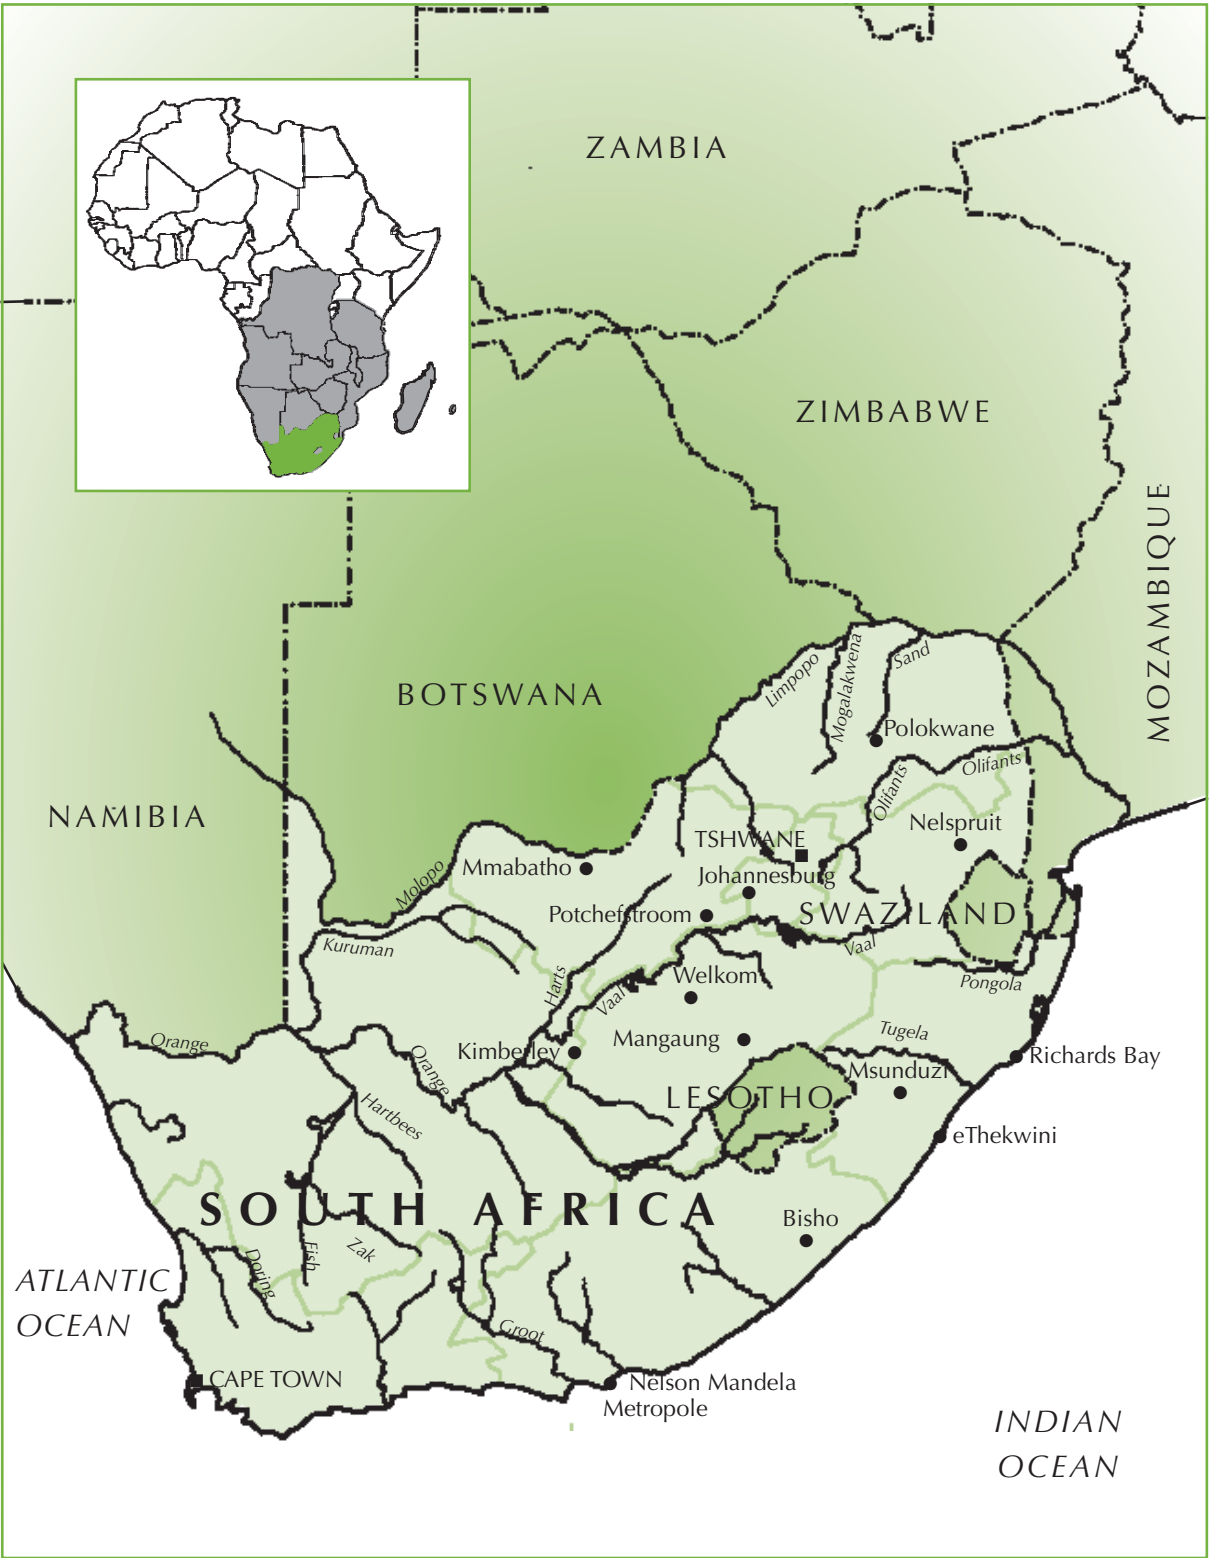 ZAMBIA
ZIMBABWE
MOZAMBIQUE
BOTSWANA
NAMIBIA
Limpopo
Mogalakwena
Sand
Polokwane
Olifants
Olifants
Nelspruit
TSHWANE
Johannesburg
Mmabatho
Molopo
Potchefstroom
SWAZILAND
Kuruman
Vaal
Harts
Vaal
Welkom
Pongola
Orange
Orange
Kimberley
Mangaung
Tugela
Richards Bay
Msunduzi
LESOTHO
Hartbees
eThekwini
SOUTH AFRICA
Bisho
Doring
Fish
Zak
ATLANTIC
OCEAN
Groot
CAPE TOWN
Nelson Mandela
Metropole
INDIAN
OCEAN